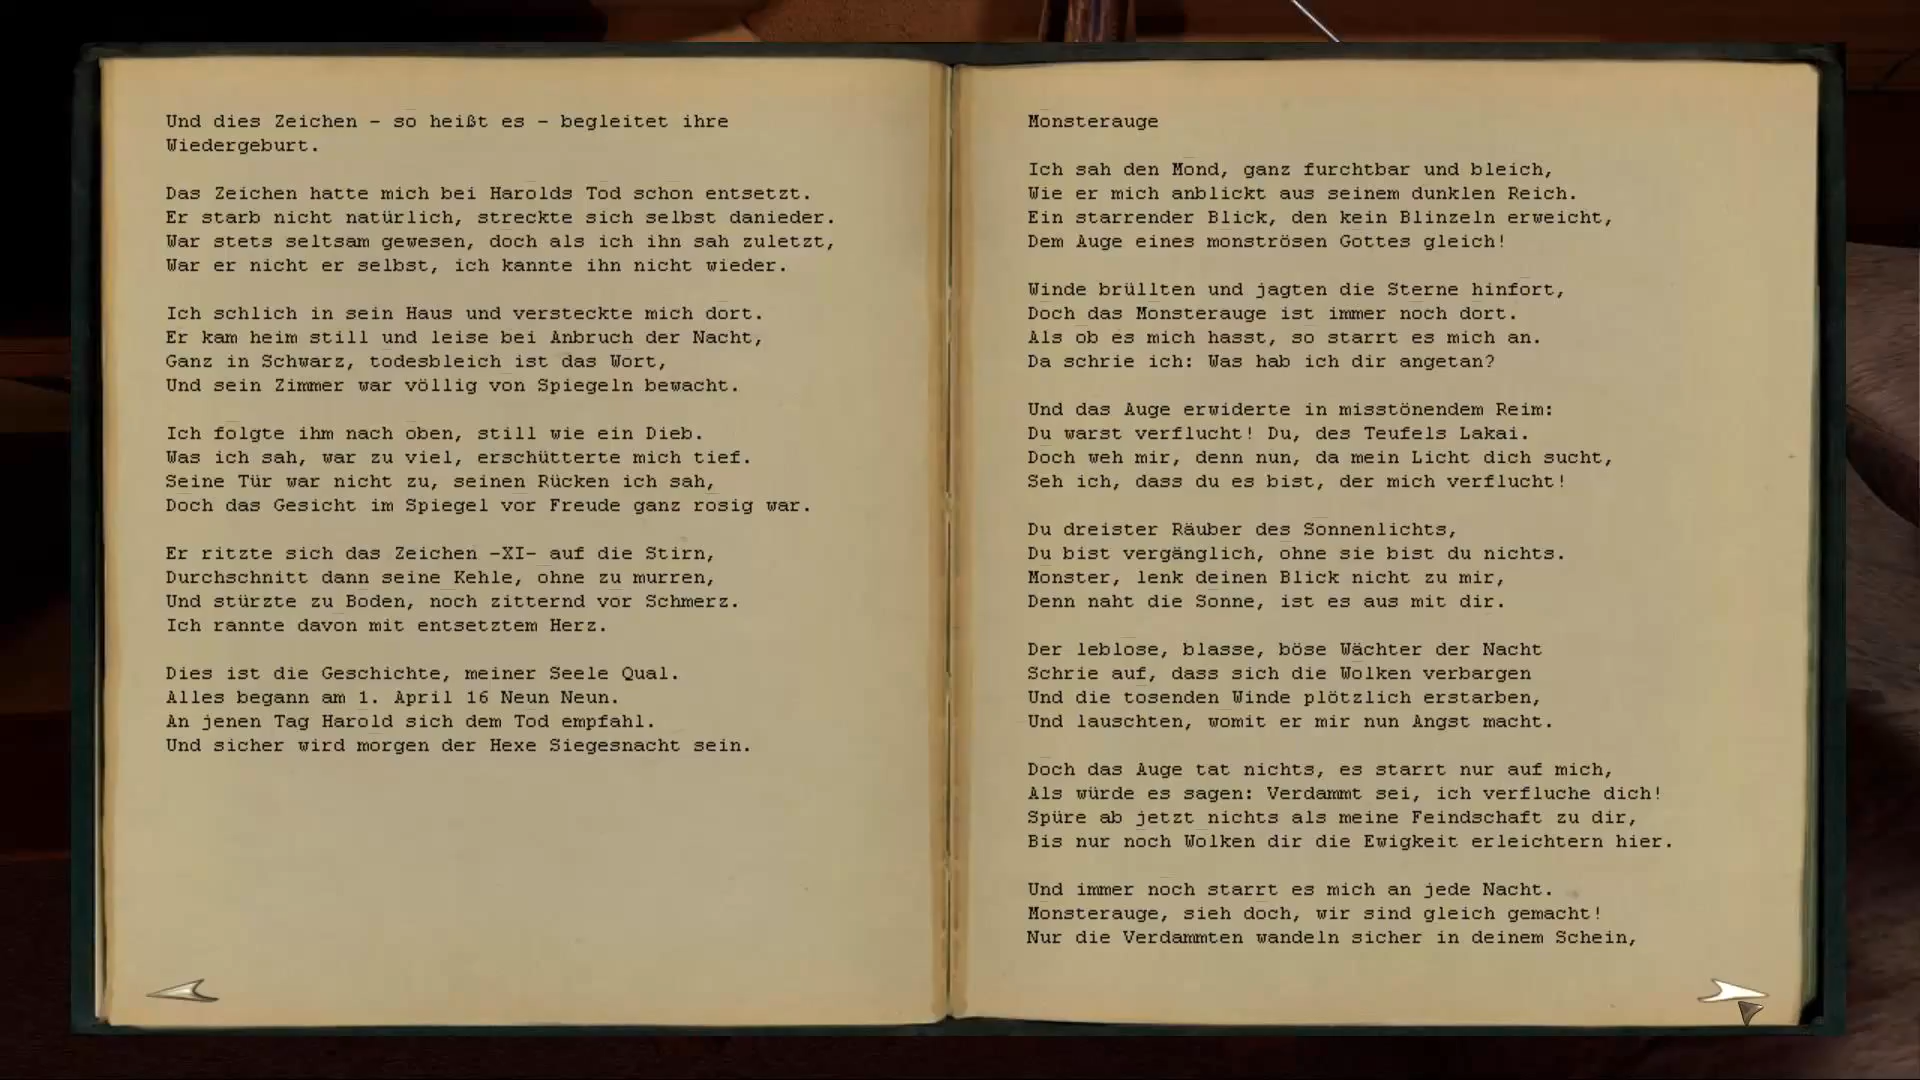 Und dies Zeichen - so heißt es - begleitet ihre
Wiedergeburt.
Das Zeichen hatte mich bei Harolds Tod schon entsetzt.
Er starb nicht natürlich, streckte sich selbst danieder.
War stets seltsam gewesen, doch als ich ihn sah zuletzt,
War er nicht er selbst, ich kannte ihn nicht wieder.
Ich schlich in sein Haus und versteckte mich dort.
Er kam heim still und leise bei Anbruch der Nacht,
Ganz in Schwarz, todesbleich ist das Wort,
Und sein Zimmer war völlig von Spiegeln bewacht.
Ich folgte ihm nach oben, still wie ein Dieb.
Was ich sah, war zu viel, erschütterte mich tief.
Seine Tür war nicht zu, seinen Rücken ich sah,
Doch das Gesicht im Spiegel vor Freude ganz rosig war.
Er ritzte sich das Zeichen -XI- auf die Stirn,
Durchschnitt dann seine Kehle, ohne zu murren,
Und stürzte zu Boden, noch zitternd vor Schmerz.
Ich rannte davon mit entsetztem Herz.
Dies ist die Geschichte, meiner Seele Qual.
Alles begann am 1. April 16 Neun Neun.
An jenen Tag Harold sich dem Tod empfahl.
Und sicher wird morgen der Hexe Siegesnacht sein.
Monsterauge
Ich sah den Mond, ganz furchtbar und bleich,
Wie er mich anblickt aus seinem dunklen Reich.
Ein starrender Blick, den kein Blinzeln erweicht,
Dem Auge eines monströsen Gottes gleich!
Winde brüllten und jagten die Sterne hinfort,
Doch das Monsterauge ist immer noch dort.
Als ob es mich hasst, so starrt es mich an.
Da schrie ich: Was hab ich dir angetan?
Und das Auge erwiderte in misstönendem Reim:
Du warst verflucht! Du, des Teufels Lakai.
Doch weh mir, denn nun, da mein Licht dich sucht,
Seh ich, dass du es bist, der mich verflucht!
Du dreister Räuber des Sonnenlichts,
Du bist vergänglich, ohne sie bist du nichts.
Monster, lenk deinen Blick nicht zu mir,
Denn naht die Sonne, ist es aus mit dir.
Der leblose, blasse, böse Wächter der Nacht
Schrie auf, dass sich die Wolken verbargen
Und die tosenden Winde plötzlich erstarben,
Und lauschten, womit er mir nun Angst macht.
Doch das Auge tat nichts, es starrt nur auf mich,
Als würde es sagen: Verdammt sei, ich verfluche dich!
Spüre ab jetzt nichts als meine Feindschaft zu dir,
Bis nur noch Wolken dir die Ewigkeit erleichtern hier.
Und immer noch starrt es mich an jede Nacht.
Monsterauge, sieh doch, wir sind gleich gemacht!
Nur die Verdammten wandeln sicher in deinem Schein,